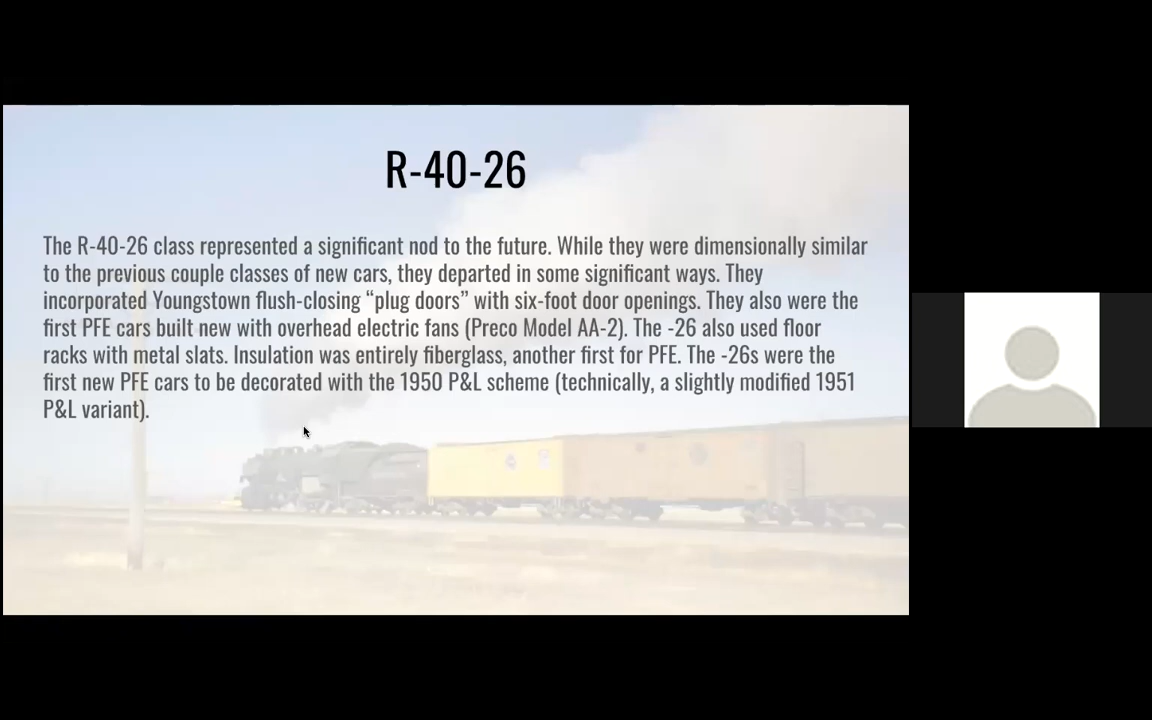 R-40-26
The R-40-26 class represented a significant nod to the future. While they were dimensionally similar
to the previous couple classes of new cars, they departed in some significant ways. They
incorporated Youngstown flush-closing “plug doors” with six-foot door openings. They also were the
first PFE cars built new with overhead electric fans (Preco Model AA-2). The -26 also used floor
racks with metal slats. Insulation was entirely fiberglass, another first for PFE. The -26s were the
first new PFE cars to be decorated with the 1950 P&L scheme (technically, a slightly modified 1951
P&L variant).